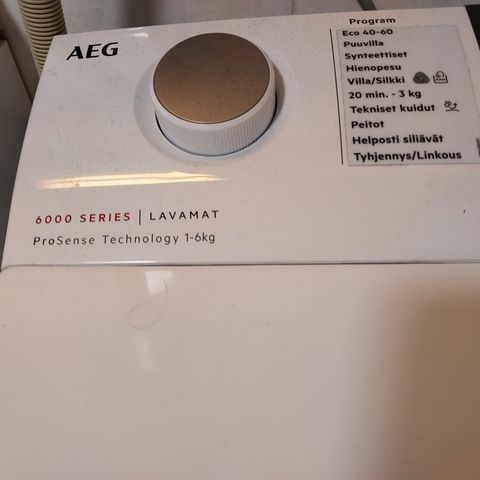 AEG
Program
Eco 40-60
Puuvilla
Synteettiset
Hienopesu
Villa/Silkki
20 min. - 3 kg
Tekniset kuidut
Peitot
Helposti siliävät
Tyhjennys/Linkous
6000 SERIES | LAVAMAT
ProSense Technology 1-6kg